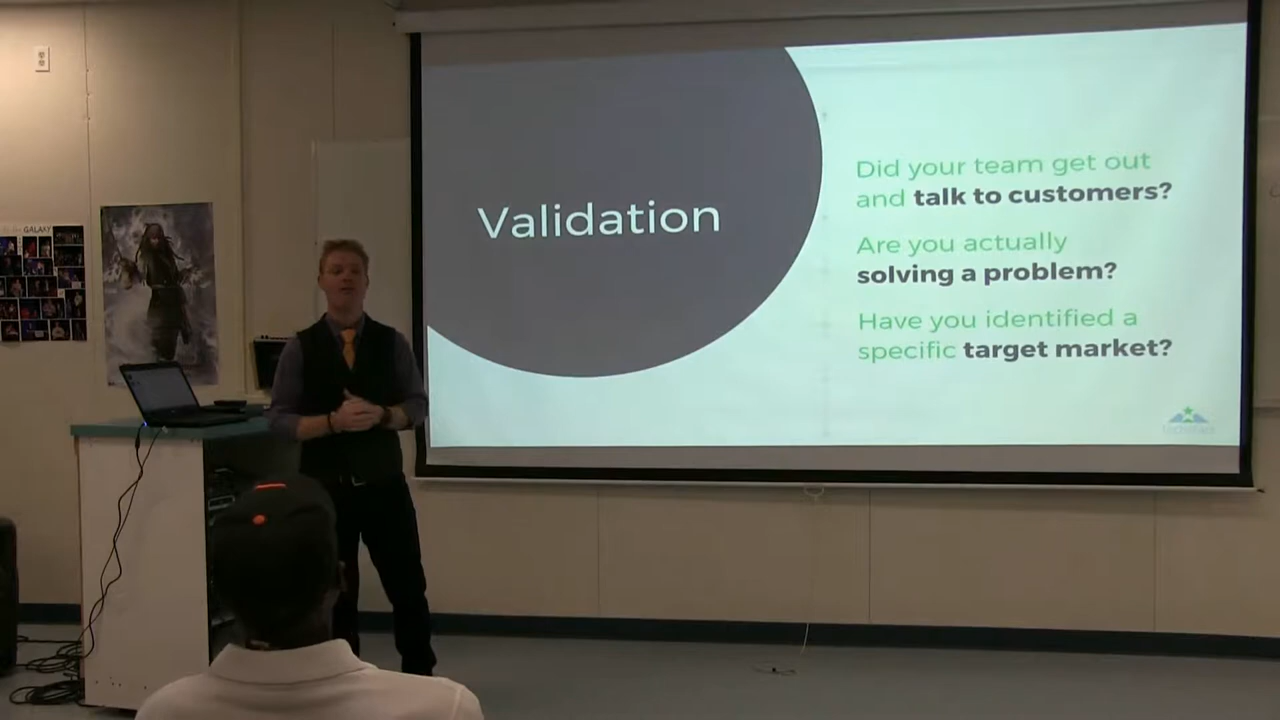 GALAXY
Validation
Did your team get out
and talk to customers?
Are you actually
solving a problem?
Have you identified a
specific target market?